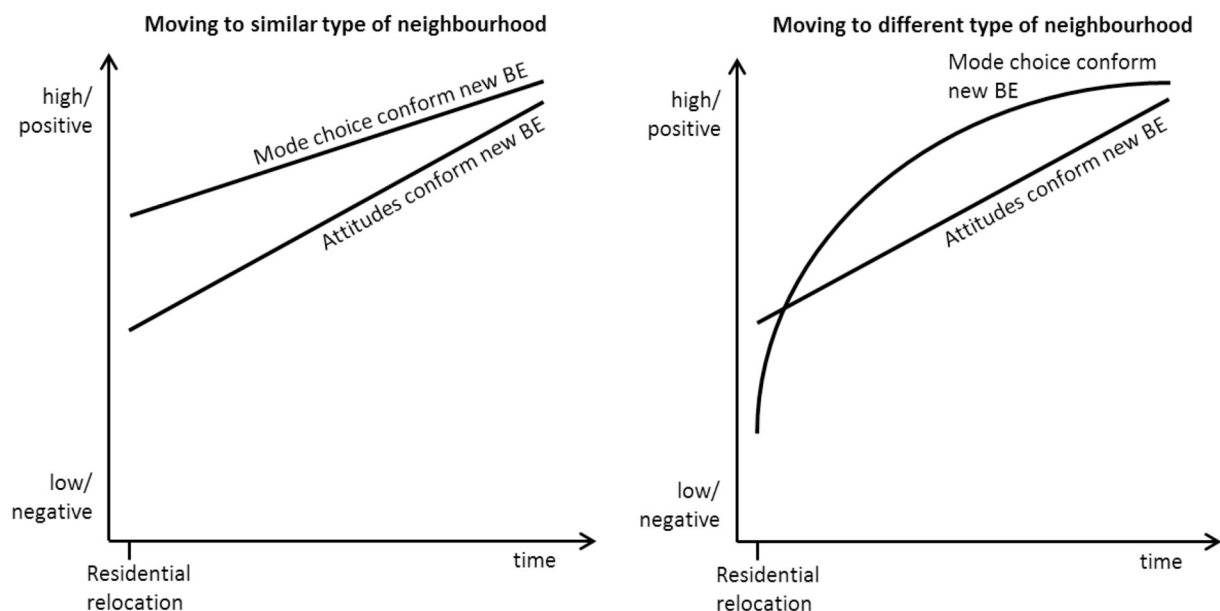 Moving to similar type of neighbourhood
high/
positive
Mode choice conform new BE
Attitudes conform new BE
low/
negative
time
Residential
relocation
Moving to different type of neighbourhood
Mode choice conform
new BE
high/
positive
Attitudes conform new BE
low/
negative
time
Residential
relocation